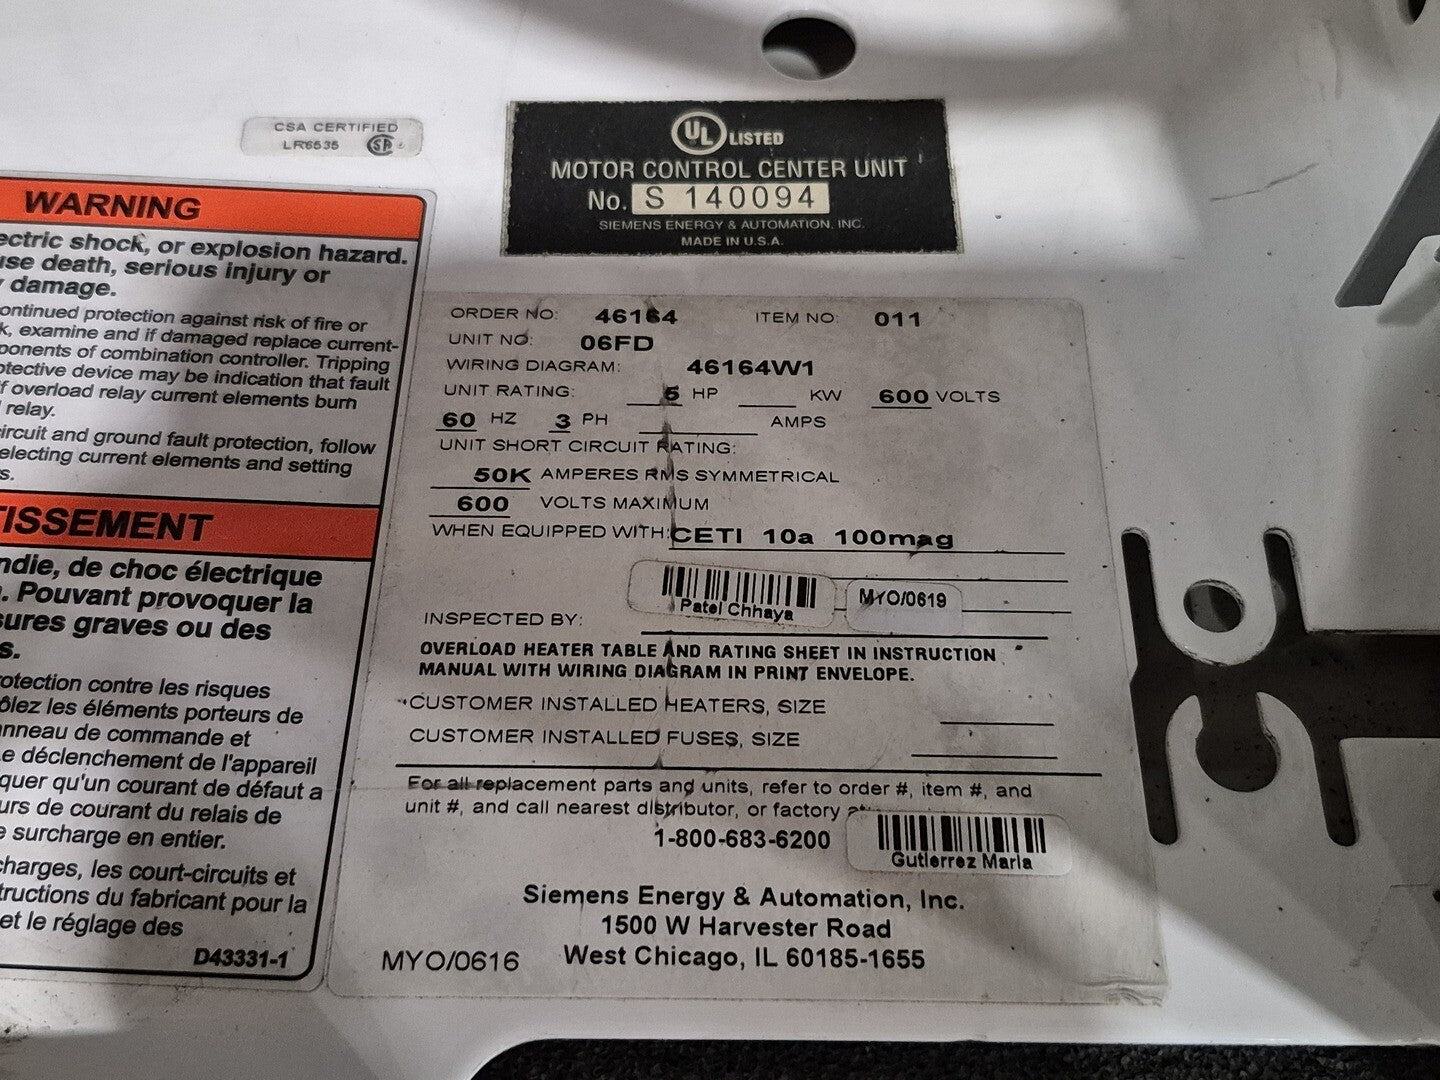 CSA CERTIFIED
LR6535 SA
UL LISTED
MOTOR CONTROL CENTER UNIT
No. S 140094
SIEMENS ENERGY & AUTOMATION, INC.
MADE IN U.S.A.
WARNING
ectric shock, or explosion hazard.
use death, serious injury or
y damage.
ontinued protection against risk of fire or
k, examine and if damaged replace current-
ponents of combination controller. Tripping
otective device may be indication that fault
If overload relay current elements burn
d relay.
ircuit and ground fault protection, follow
electing current elements and setting
s.
TISSEMENT
ndie, de choc électrique
n. Pouvant provoquer la
sures graves ou des
s.
otection contre les risques
ôlez les éléments porteurs de
nneau de commande et
Le déclenchement de l'appareil
quer qu'un courant de défaut a
urs de courant du relais de
e surcharge en entier.
charges, les court-circuits et
tructions du fabricant pour la
et le réglage des
D43331-1
ORDER NO: 46164 ITEM NO: 011
UNIT NO: 06FD
WIRING DIAGRAM: 46164W1
UNIT RATING: 5 HP KW 600 VOLTS
60 HZ 3 PH AMPS
UNIT SHORT CIRCUIT RATING:
50K AMPERES RMS SYMMETRICAL
600 VOLTS MAXIMUM
WHEN EQUIPPED WITH: CETI 10a 100mag
Patel Chhaya
MYO/0619
INSPECTED BY:
OVERLOAD HEATER TABLE AND RATING SHEET IN INSTRUCTION
MANUAL WITH WIRING DIAGRAM IN PRINT ENVELOPE.
CUSTOMER INSTALLED HEATERS, SIZE
CUSTOMER INSTALLED FUSES, SIZE
For all replacement parts and units, refer to order #, item #, and
unit #, and call nearest distributor, or factory
1-800-683-6200
Gutierrez Maria
Siemens Energy & Automation, Inc.
1500 W Harvester Road
West Chicago, IL 60185-1655
MYO/0616